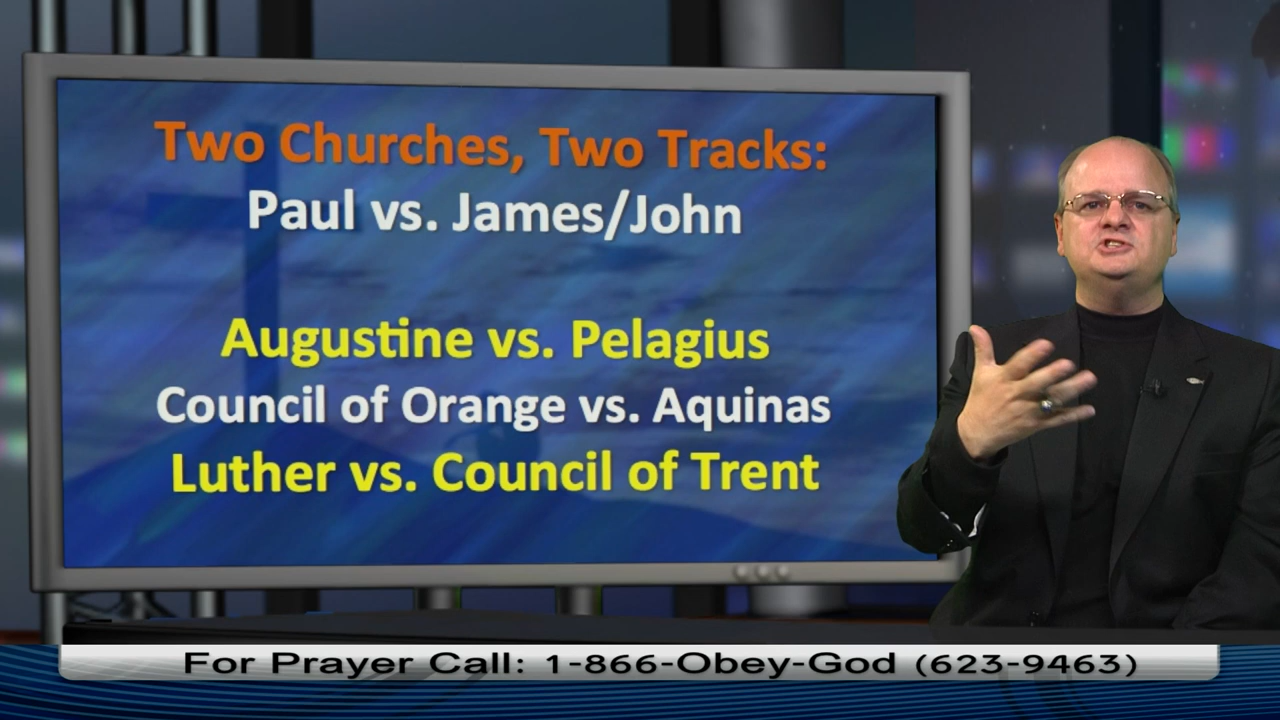 Two Churches, Two Tracks:
Paul vs. James/John
Augustine vs. Pelagius
Council of Orange vs. Aquinas
Luther vs. Council of Trent
For Prayer Call: 1-866-Obey-God (623-9463)